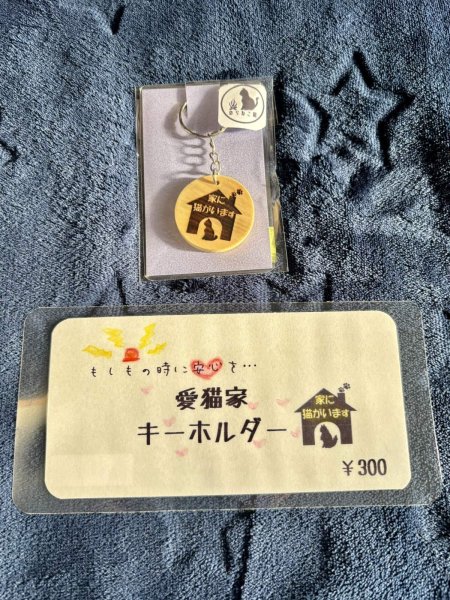 家に
猫がいます
もしもの時に安心を…
愛猫家
キーホルダー
家に
猫がいます
¥300